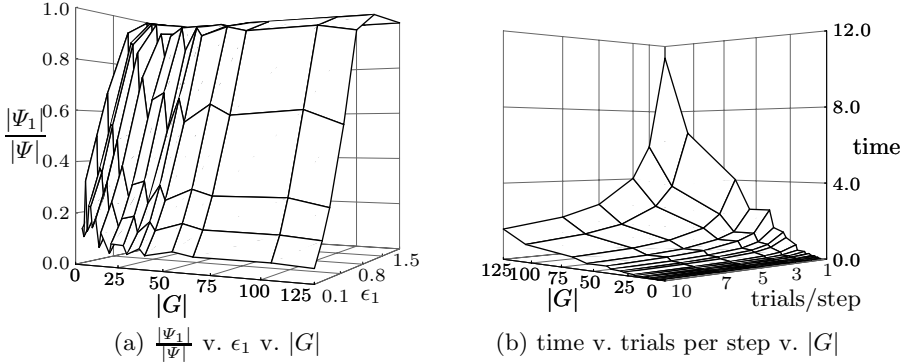 1.0
|Ψ₁| 0.8
|Ψ| 0.6
0.4
0.2
0.0
0 25 50 75 100 125
|G|
0.1 0.8 1.5
ϵ₁
(a) |Ψ₁|/|Ψ| v. ϵ₁ v. |G|
12.0
8.0
time
4.0
0.0
125 100 75 50 25 0
|G|
10 7 5 3 1
trials/step
(b) time v. trials per step v. |G|